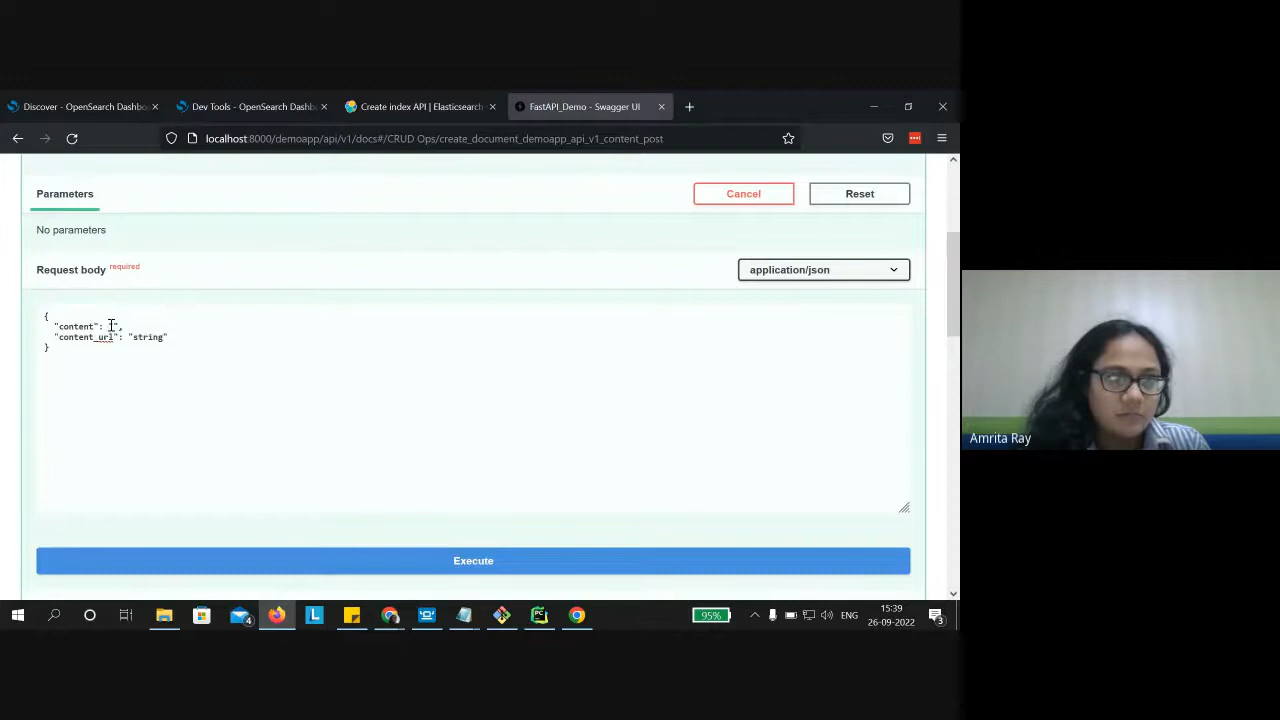 Discover - OpenSearch Dashbo
Dev Tools - OpenSearch Dashb
Create index API | Elasticsearch
FastAPI_Demo - Swagger UI
localhost:8000/demoapp/api/v1/docs#/CRUD Ops/create_document_demoapp_api_v1_content_post
Parameters
Cancel
Reset
No parameters
Request body required
application/json
{
"content": "",
"content_url": "string"
}
Execute
Amrita Ray
95%
ENG
15:39
26-09-2022
4
3